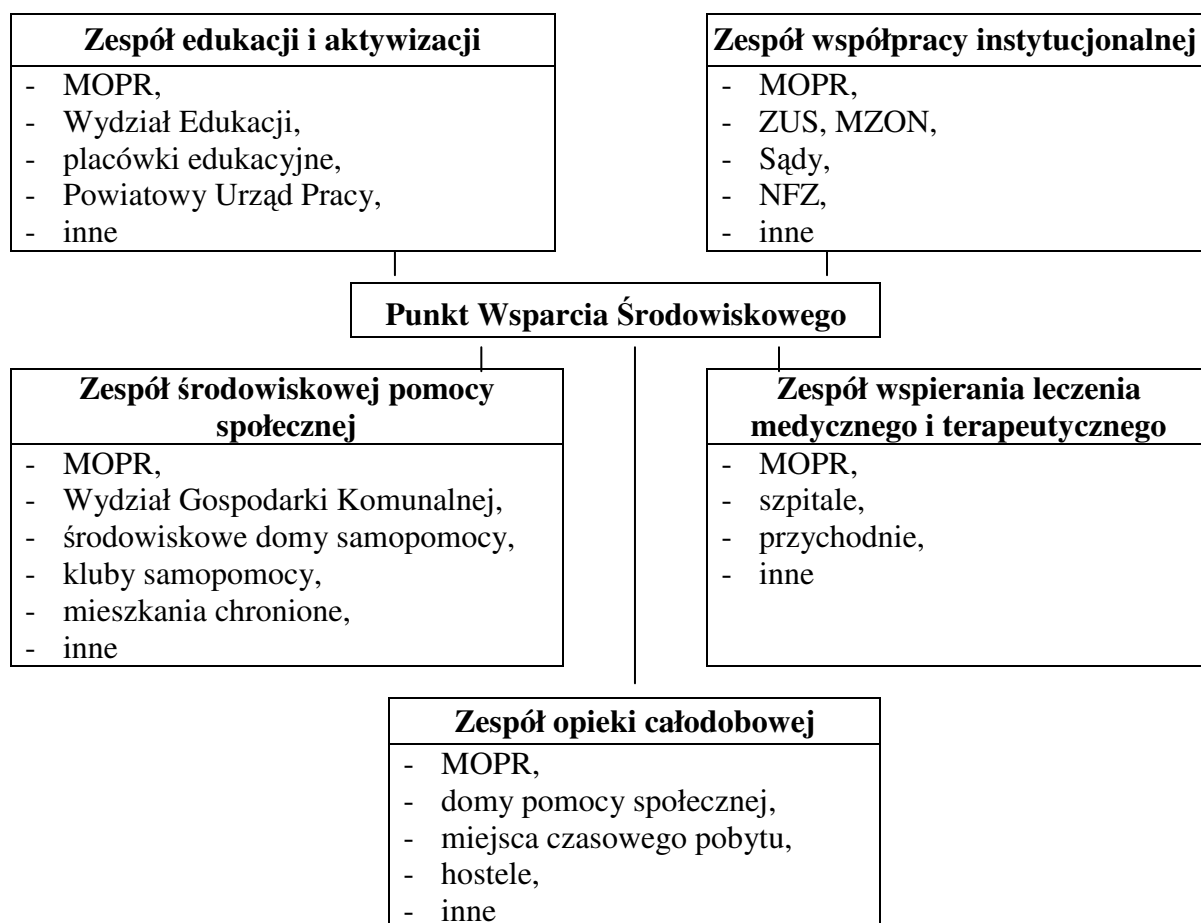 Zespół edukacji i aktywizacji
- MOPR,
- Wydział Edukacji,
- placówki edukacyjne,
- Powiatowy Urząd Pracy,
- inne
Zespół współpracy instytucjonalnej
- MOPR,
- ZUS, MZON,
- Sądy,
- NFZ,
- inne
Punkt Wsparcia Środowiskowego
Zespół środowiskowej pomocy
społecznej
- MOPR,
- Wydział Gospodarki Komunalnej,
- środowiskowe domy samopomocy,
- kluby samopomocy,
- mieszkania chronione,
- inne
Zespół wspierania leczenia
medycznego i terapeutycznego
- MOPR,
- szpitale,
- przychodnie,
- inne
Zespół opieki całodobowej
- MOPR,
- domy pomocy społecznej,
- miejsca czasowego pobytu,
- hostele,
- inne